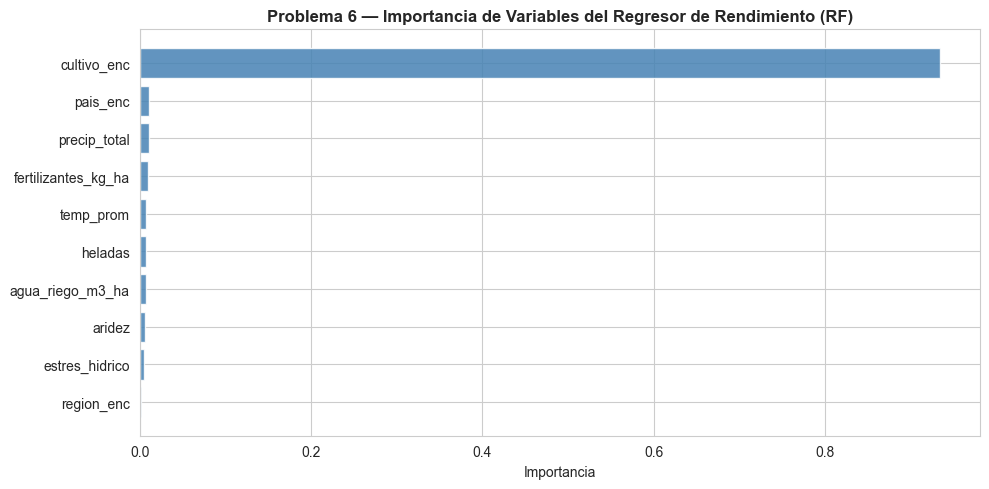 Problema 6 — Importancia de Variables del Regresor de Rendimiento (RF)
cultivo_enc
pais_enc
precip_total
fertilizantes_kg_ha
temp_prom
heladas
agua_riego_m3_ha
aridez
estres_hidrico
region_enc
0.0 0.2 0.4 0.6 0.8
Importancia